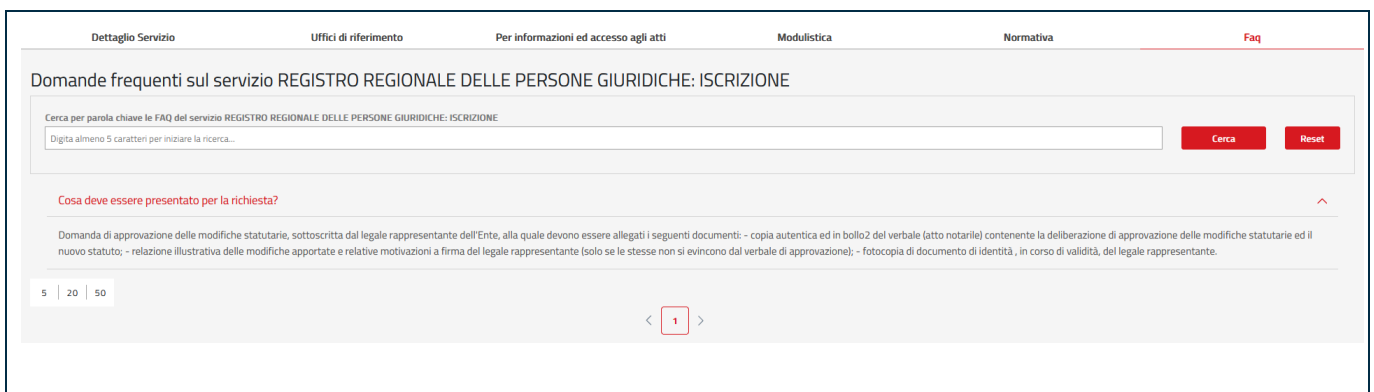 Dettaglio Servizio Uffici di riferimento Per informazioni ed accesso agli atti Modulistica Normativa Faq
Domande frequenti sul servizio REGISTRO REGIONALE DELLE PERSONE GIURIDICHE: ISCRIZIONE
Cerca per parola chiave le FAQ del servizio REGISTRO REGIONALE DELLE PERSONE GIURIDICHE: ISCRIZIONE
Digita almeno 5 caratteri per iniziare la ricerca... Cerca Reset
Cosa deve essere presentato per la richiesta?
Domanda di approvazione delle modifiche statutarie, sottoscritta dal legale rappresentante dell'Ente, alla quale devono essere allegati i seguenti documenti: - copia autentica ed in bollo2 del verbale (atto notarile) contenente la deliberazione di approvazione delle modifiche statutarie ed il
nuovo statuto; - relazione illustrativa delle modifiche apportate e relative motivazioni a firma del legale rappresentante (solo se le stesse non si evincono dal verbale di approvazione); - fotocopia di documento di identità , in corso di validità, del legale rappresentante.
5 20 50
1